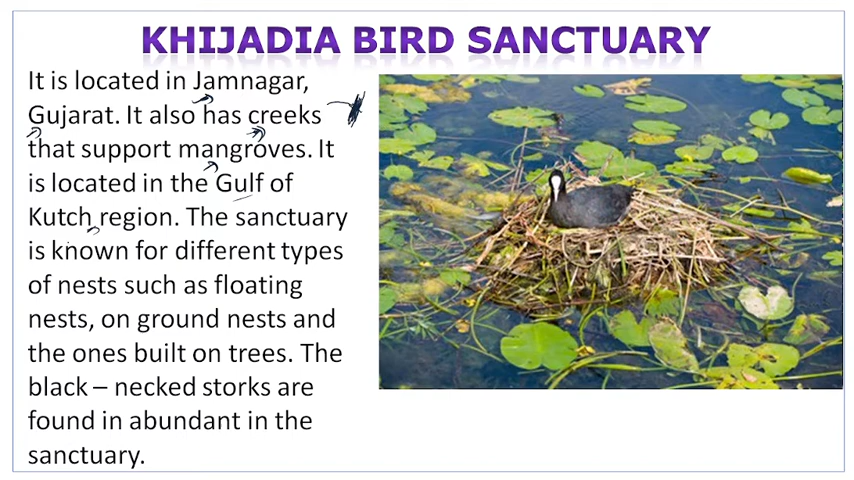 KHIJADIA BIRD SANCTUARY
It is located in Jamnagar,
Gujarat. It also has creeks
that support mangroves. It
is located in the Gulf of
Kutch region. The sanctuary
is known for different types
of nests such as floating
nests, on ground nests and
the ones built on trees. The
black – necked storks are
found in abundant in the
sanctuary.